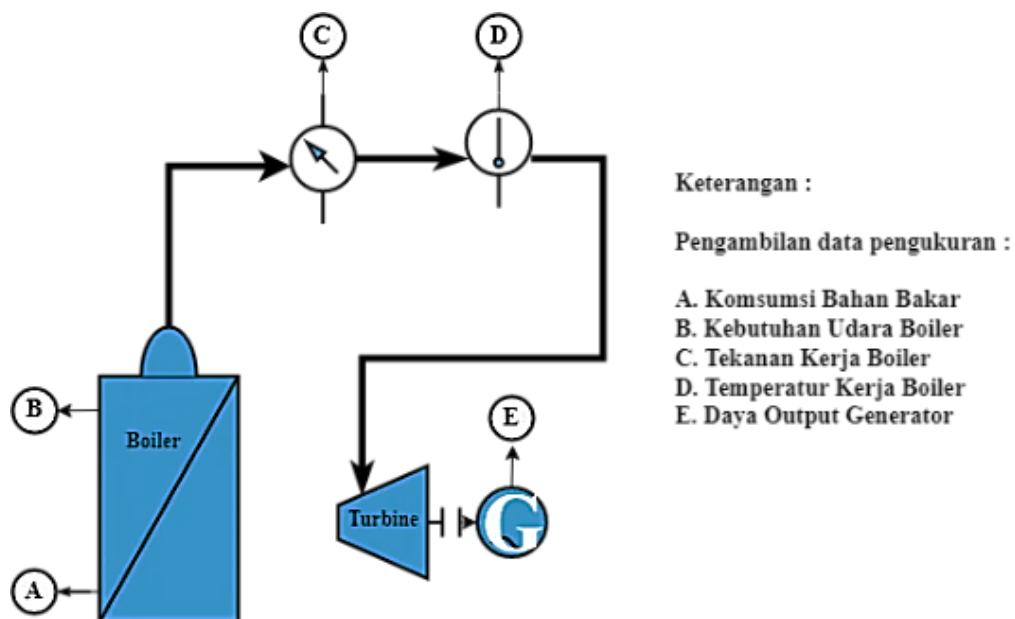 C
D
Keterangan :
Pengambilan data pengukuran :
A. Komsumsi Bahan Bakar
B. Kebutuhan Udara Boiler
C. Tekanan Kerja Boiler
D. Temperatur Kerja Boiler
E. Daya Output Generator
B
Boiler
E
Turbine
G
A